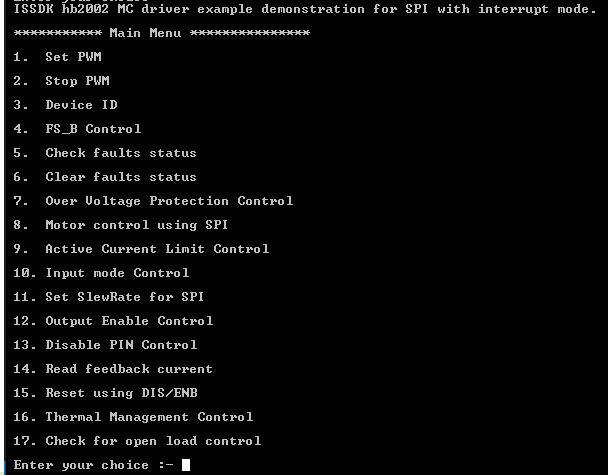 ISSDK hb2002 MC driver example demonstration for SPI with interrupt mode.
*********** Main Menu ***************
1. Set PWM
2. Stop PWM
3. Device ID
4. FS_B Control
5. Check faults status
6. Clear faults status
7. Over Voltage Protection Control
8. Motor control using SPI
9. Active Current Limit Control
10. Input mode Control
11. Set SlewRate for SPI
12. Output Enable Control
13. Disable PIN Control
14. Read feedback current
15. Reset using DIS/ENB
16. Thermal Management Control
17. Check for open load control
Enter your choice :-